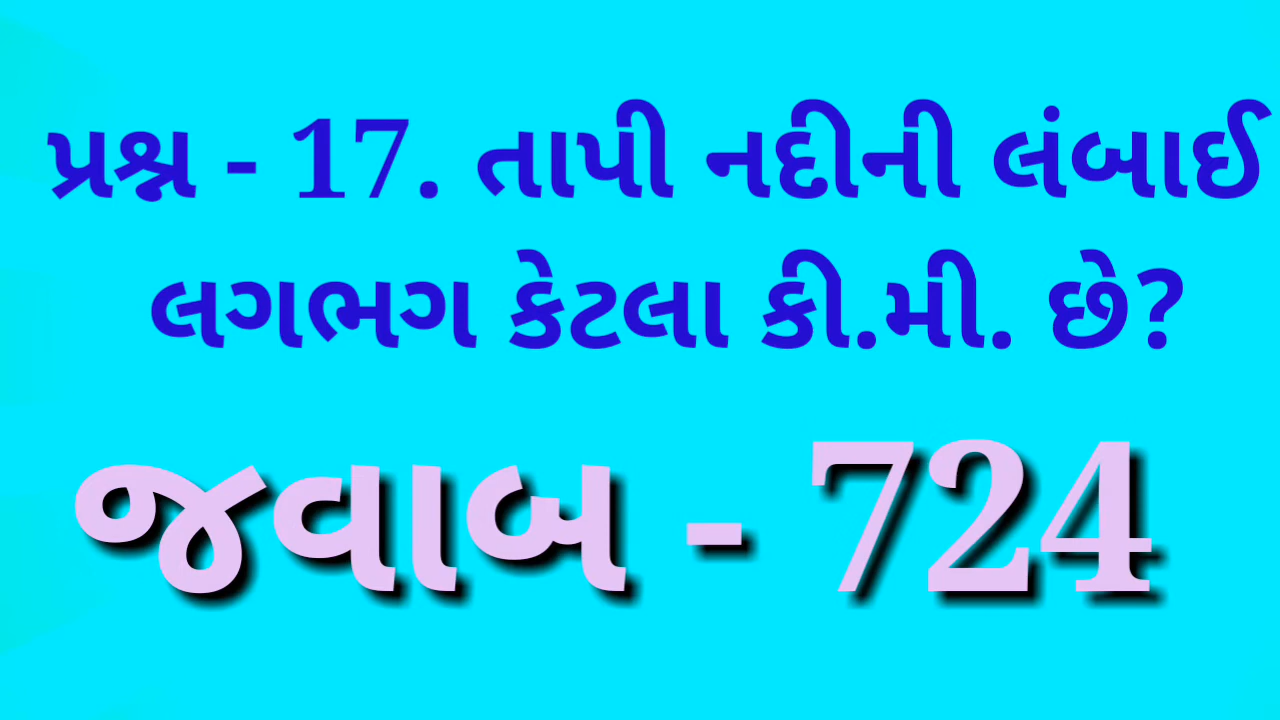 પ્રશ્ન - 17. તાપી નદીની લંબાઈ
લગભગ કેટલા કી.મી. છે?
જવાબ - 724